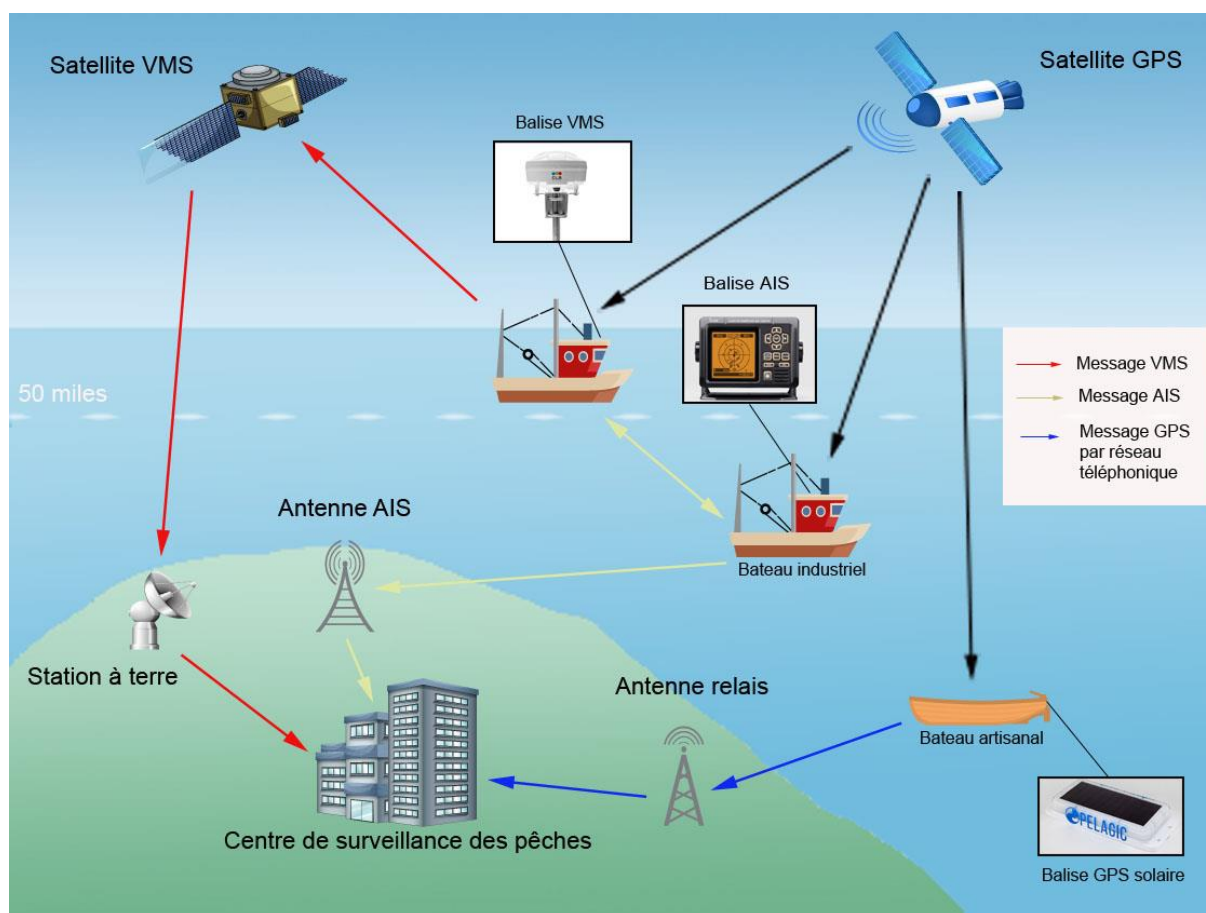 Satellite VMS
Satellite GPS
Balise VMS
Balise AIS
Message VMS
Message AIS
Message GPS
par réseau
téléphonique
50 miles
Antenne AIS
Bateau industriel
Station à terre
Antenne relais
Bateau artisanal
Centre de surveillance des pêches
PELAGIC
Balise GPS solaire